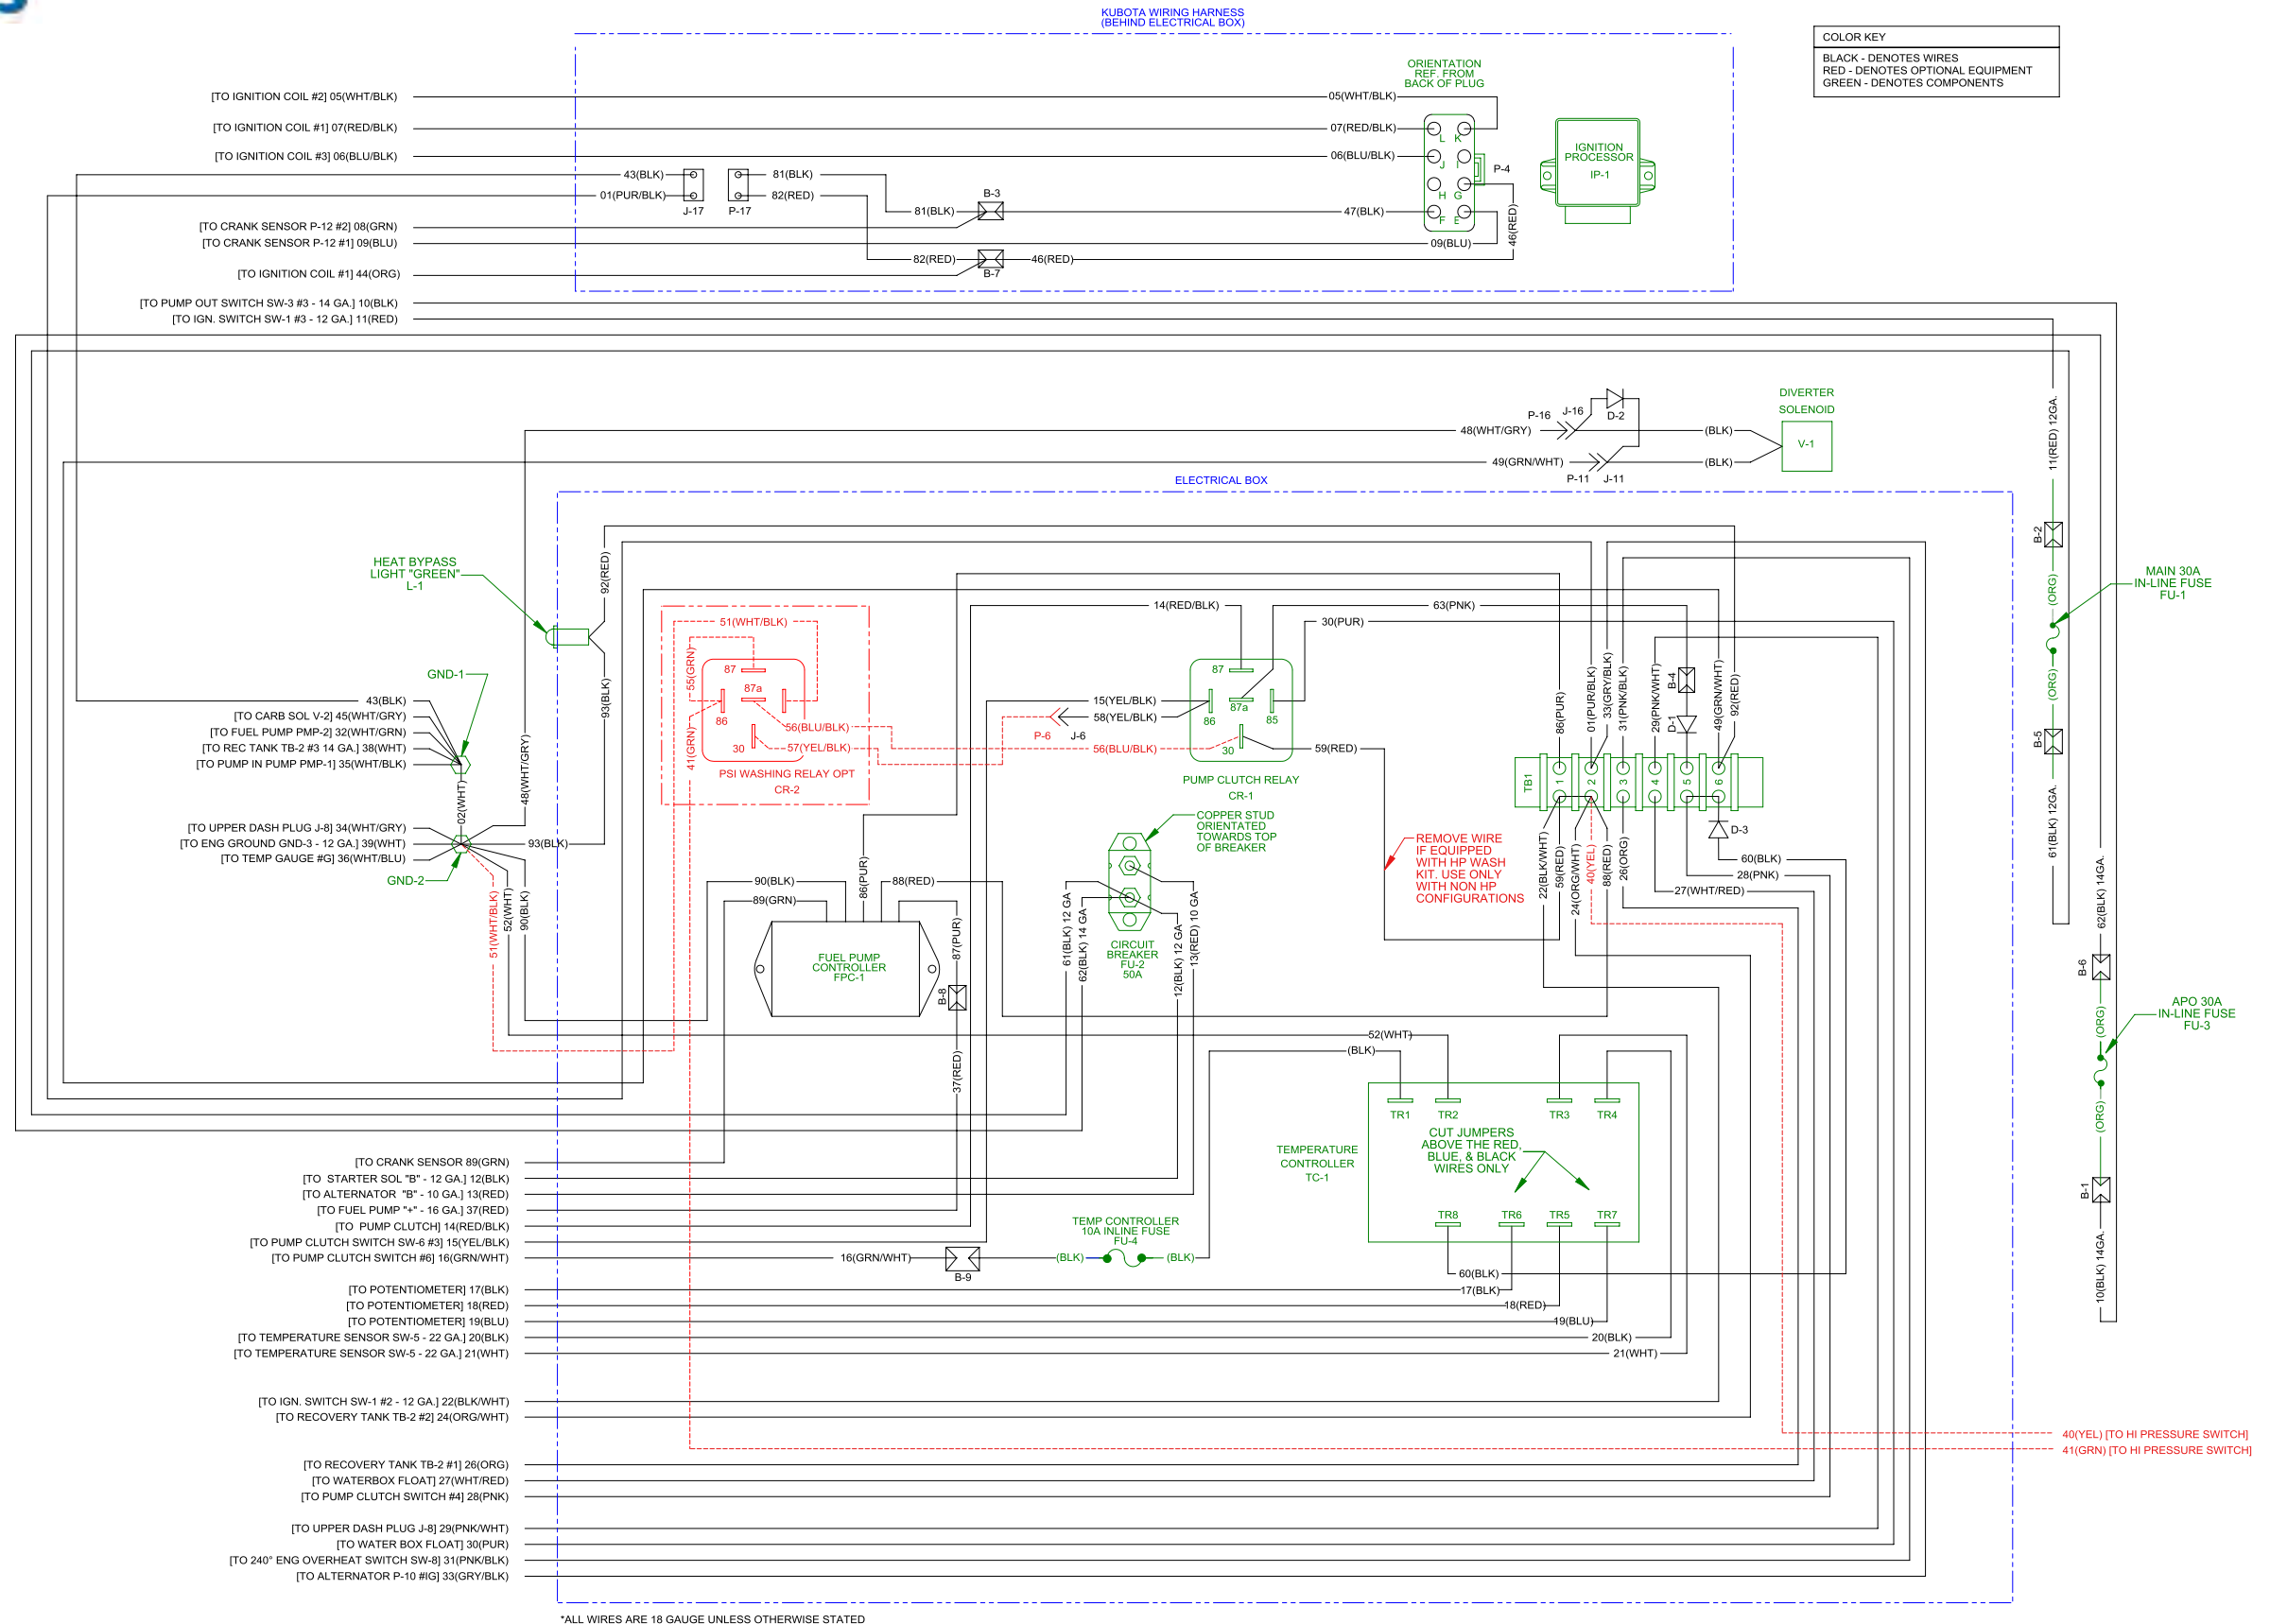 KUBOTA WIRING HARNESS
(BEHIND ELECTRICAL BOX)
COLOR KEY
BLACK - DENOTES WIRES
RED - DENOTES OPTIONAL EQUIPMENT
GREEN - DENOTES COMPONENTS
ORIENTATION
REF. FROM
BACK OF PLUG
[TO IGNITION COIL #2] 05(WHT/BLK)
05(WHT/BLK)
[TO IGNITION COIL #1] 07(RED/BLK)
07(RED/BLK)
L K
[TO IGNITION COIL #3] 06(BLU/BLK)
06(BLU/BLK)
J I
P-4
H G
F E
IGNITION
PROCESSOR
IP-1
43(BLK)
01(PUR/BLK)
J-17
P-17
81(BLK)
82(RED)
B-3
81(BLK)
47(BLK)
46(RED)
[TO CRANK SENSOR P-12 #2] 08(GRN)
[TO CRANK SENSOR P-12 #1] 09(BLU)
09(BLU)
82(RED)
46(RED)
B-7
[TO IGNITION COIL #1] 44(ORG)
[TO PUMP OUT SWITCH SW-3 #3 - 14 GA.] 10(BLK)
[TO IGN. SWITCH SW-1 #3 - 12 GA.] 11(RED)
DIVERTER
SOLENOID
V-1
P-16
J-16
D-2
48(WHT/GRY)
(BLK)
49(GRN/WHT)
(BLK)
P-11
J-11
11(RED) 12GA.
ELECTRICAL BOX
B-2
(ORG)
MAIN 30A
IN-LINE FUSE
FU-1
(ORG)
B-5
61(BLK) 12GA.
HEAT BYPASS
LIGHT "GREEN"
L-1
92(RED)
93(BLK)
GND-1
43(BLK)
[TO CARB SOL V-2] 45(WHT/GRY)
[TO FUEL PUMP PMP-2] 32(WHT/GRN)
[TO REC TANK TB-2 #3 14 GA.] 38(WHT)
[TO PUMP IN PUMP PMP-1] 35(WHT/BLK)
02(WHT)
48(WHT/GRY)
[TO UPPER DASH PLUG J-8] 34(WHT/GRY)
[TO ENG GROUND GND-3 - 12 GA.] 39(WHT)
[TO TEMP GAUGE #G] 36(WHT/BLU)
93(BLK)
GND-2
51(WHT/BLK)
52(WHT)
90(BLK)
51(WHT/BLK)
55(GRN)
87
87a
86
30
56(BLU/BLK)
57(YEL/BLK)
41(GRN)
PSI WASHING RELAY OPT
CR-2
14(RED/BLK)
63(PNK)
30(PUR)
87
87a
86
85
30
15(YEL/BLK)
58(YEL/BLK)
P-6
J-6
56(BLU/BLK)
59(RED)
PUMP CLUTCH RELAY
CR-1
86(PUR)
01(PUR/BLK)
33(GRY/BLK)
31(PNK/BLK)
29(PNK/WHT)
B-4
D-1
49(GRN/WHT)
92(RED)
TB1
1
2
3
4
5
6
D-3
22(BLK/WHT)
59(RED)
24(ORG/WHT)
40(YEL)
88(RED)
26(ORG)
60(BLK)
28(PNK)
27(WHT/RED)
COPPER STUD
ORIENTATED
TOWARDS TOP
OF BREAKER
REMOVE WIRE
IF EQUIPPED
WITH HP WASH
KIT. USE ONLY
WITH NON HP
CONFIGURATIONS
90(BLK)
89(GRN)
86(PUR)
88(RED)
87(PUR)
B-8
37(RED)
FUEL PUMP
CONTROLLER
FPC-1
61(BLK) 12 GA
62(BLK) 14 GA
CIRCUIT
BREAKER
FU-2
50A
12(BLK) 12 GA
13(RED) 10 GA
62(BLK) 14GA.
B-6
(ORG)
APO 30A
IN-LINE FUSE
FU-3
(ORG)
B-1
10(BLK) 14GA.
52(WHT)
(BLK)
TR1
TR2
TR3
TR4
CUT JUMPERS
ABOVE THE RED,
BLUE, & BLACK
WIRES ONLY
TEMPERATURE
CONTROLLER
TC-1
TR8
TR6
TR5
TR7
[TO CRANK SENSOR 89(GRN)
[TO  STARTER SOL "B" - 12 GA.] 12(BLK)
[TO ALTERNATOR  "B" - 10 GA.] 13(RED)
[TO FUEL PUMP "+" - 16 GA.] 37(RED)
[TO  PUMP CLUTCH] 14(RED/BLK)
[TO PUMP CLUTCH SWITCH SW-6 #3] 15(YEL/BLK)
[TO PUMP CLUTCH SWITCH #6] 16(GRN/WHT)
16(GRN/WHT)
B-9
TEMP CONTROLLER
10A INLINE FUSE
FU-4
(BLK)
(BLK)
60(BLK)
[TO POTENTIOMETER] 17(BLK)
17(BLK)
[TO POTENTIOMETER] 18(RED)
18(RED)
[TO POTENTIOMETER] 19(BLU)
19(BLU)
[TO TEMPERATURE SENSOR SW-5 - 22 GA.] 20(BLK)
20(BLK)
[TO TEMPERATURE SENSOR SW-5 - 22 GA.] 21(WHT)
21(WHT)
[TO IGN. SWITCH SW-1 #2 - 12 GA.] 22(BLK/WHT)
[TO RECOVERY TANK TB-2 #2] 24(ORG/WHT)
40(YEL) [TO HI PRESSURE SWITCH]
41(GRN) [TO HI PRESSURE SWITCH]
[TO RECOVERY TANK TB-2 #1] 26(ORG)
[TO WATERBOX FLOAT] 27(WHT/RED)
[TO PUMP CLUTCH SWITCH #4] 28(PNK)
[TO UPPER DASH PLUG J-8] 29(PNK/WHT)
[TO WATER BOX FLOAT] 30(PUR)
[TO 240° ENG OVERHEAT SWITCH SW-8] 31(PNK/BLK)
[TO ALTERNATOR P-10 #IG] 33(GRY/BLK)
*ALL WIRES ARE 18 GAUGE UNLESS OTHERWISE STATED